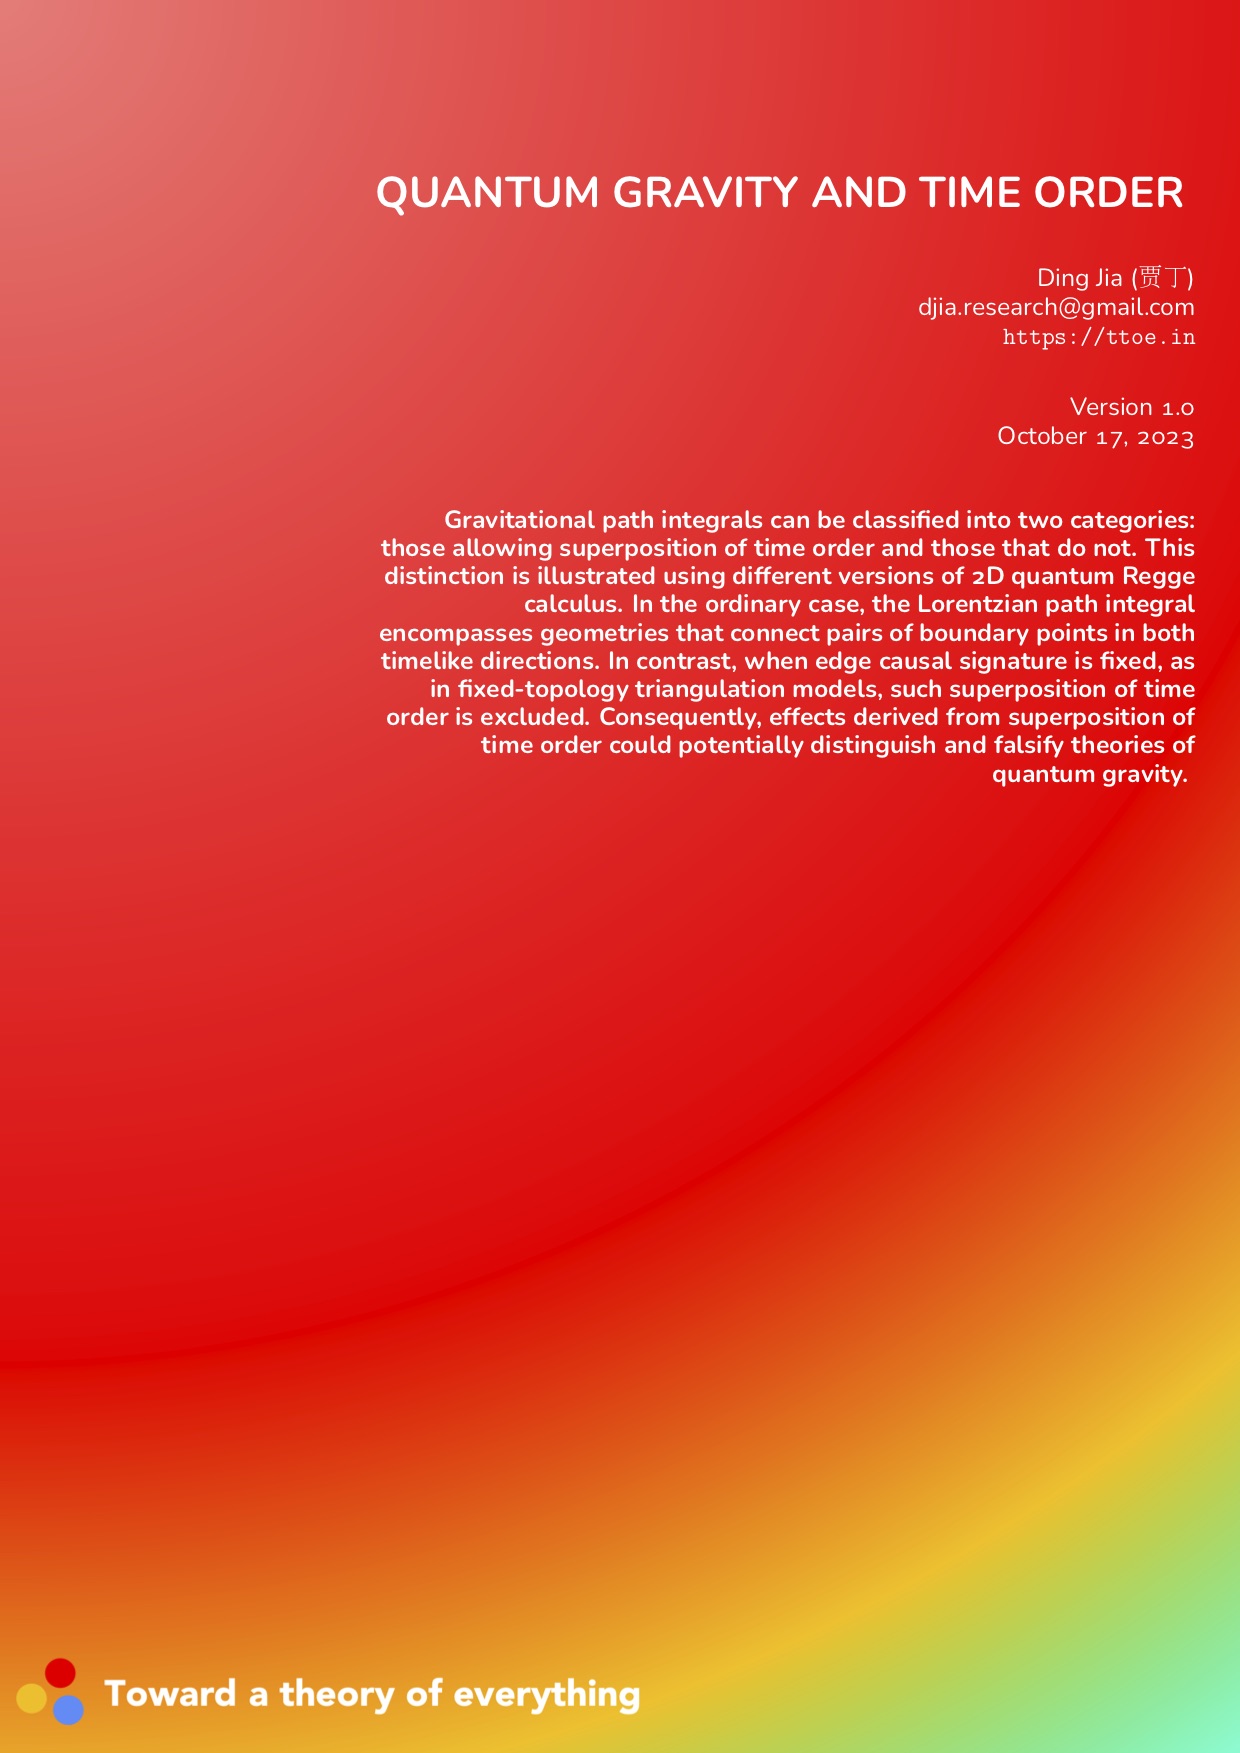 QUANTUM GRAVITY AND TIME ORDER
Ding Jia (贾丁)
djia.research@gmail.com
https://ttoe.in
Version 1.0
October 17, 2023
Gravitational path integrals can be classified into two categories:
those allowing superposition of time order and those that do not. This
distinction is illustrated using different versions of 2D quantum Regge
calculus. In the ordinary case, the Lorentzian path integral
encompasses geometries that connect pairs of boundary points in both
timelike directions. In contrast, when edge causal signature is fixed, as
in fixed-topology triangulation models, such superposition of time
order is excluded. Consequently, effects derived from superposition of
time order could potentially distinguish and falsify theories of
quantum gravity.
Toward a theory of everything